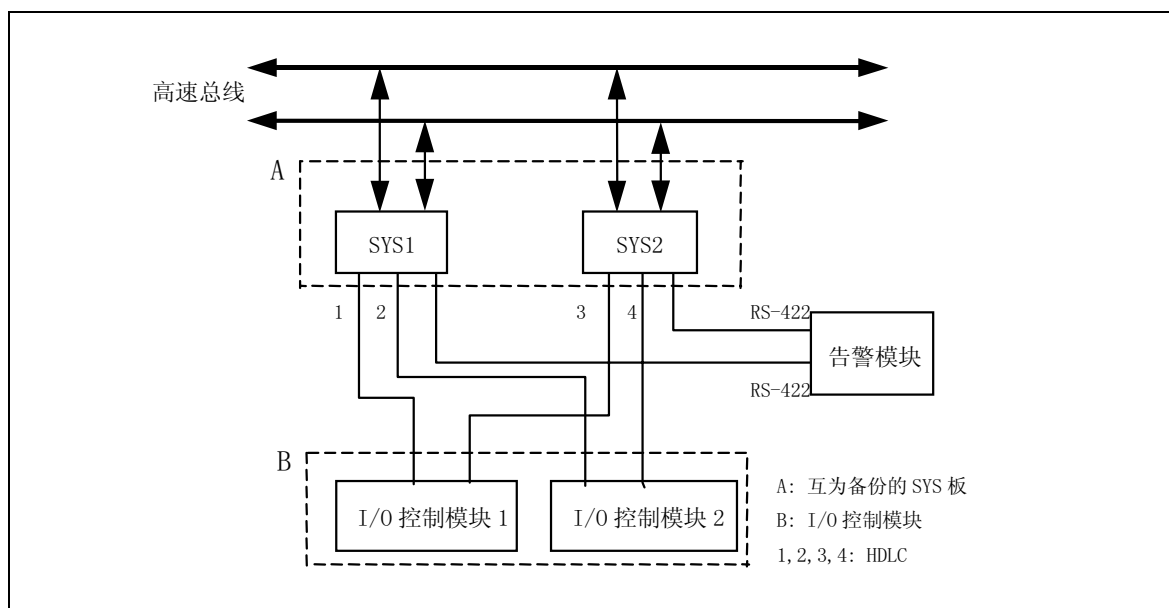 高速总线
A
SYS1
SYS2
1
2
3
4
RS-422
告警模块
RS-422
B
I/O 控制模块 1
I/O 控制模块 2
A: 互为备份的 SYS 板
B: I/O 控制模块
1,2,3,4: HDLC